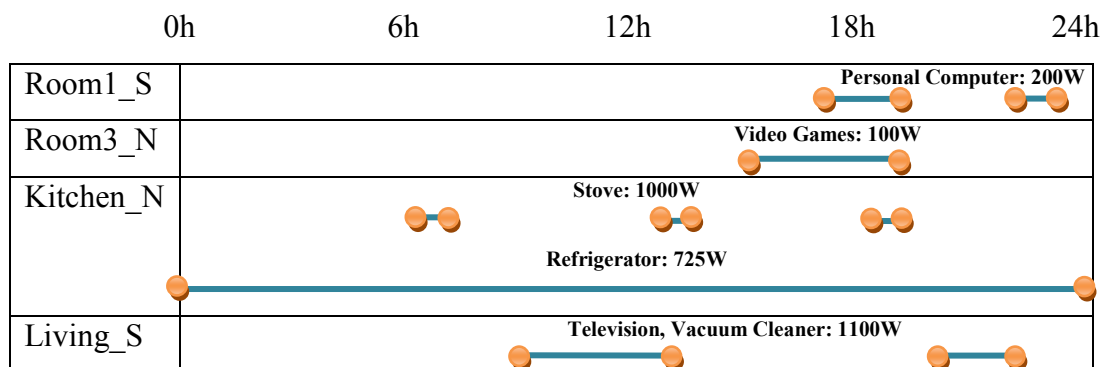 0h 6h 12h 18h 24h
Room1_S
Personal Computer: 200W
Room3_N
Video Games: 100W
Kitchen_N
Stove: 1000W
Refrigerator: 725W
Living_S
Television, Vacuum Cleaner: 1100W